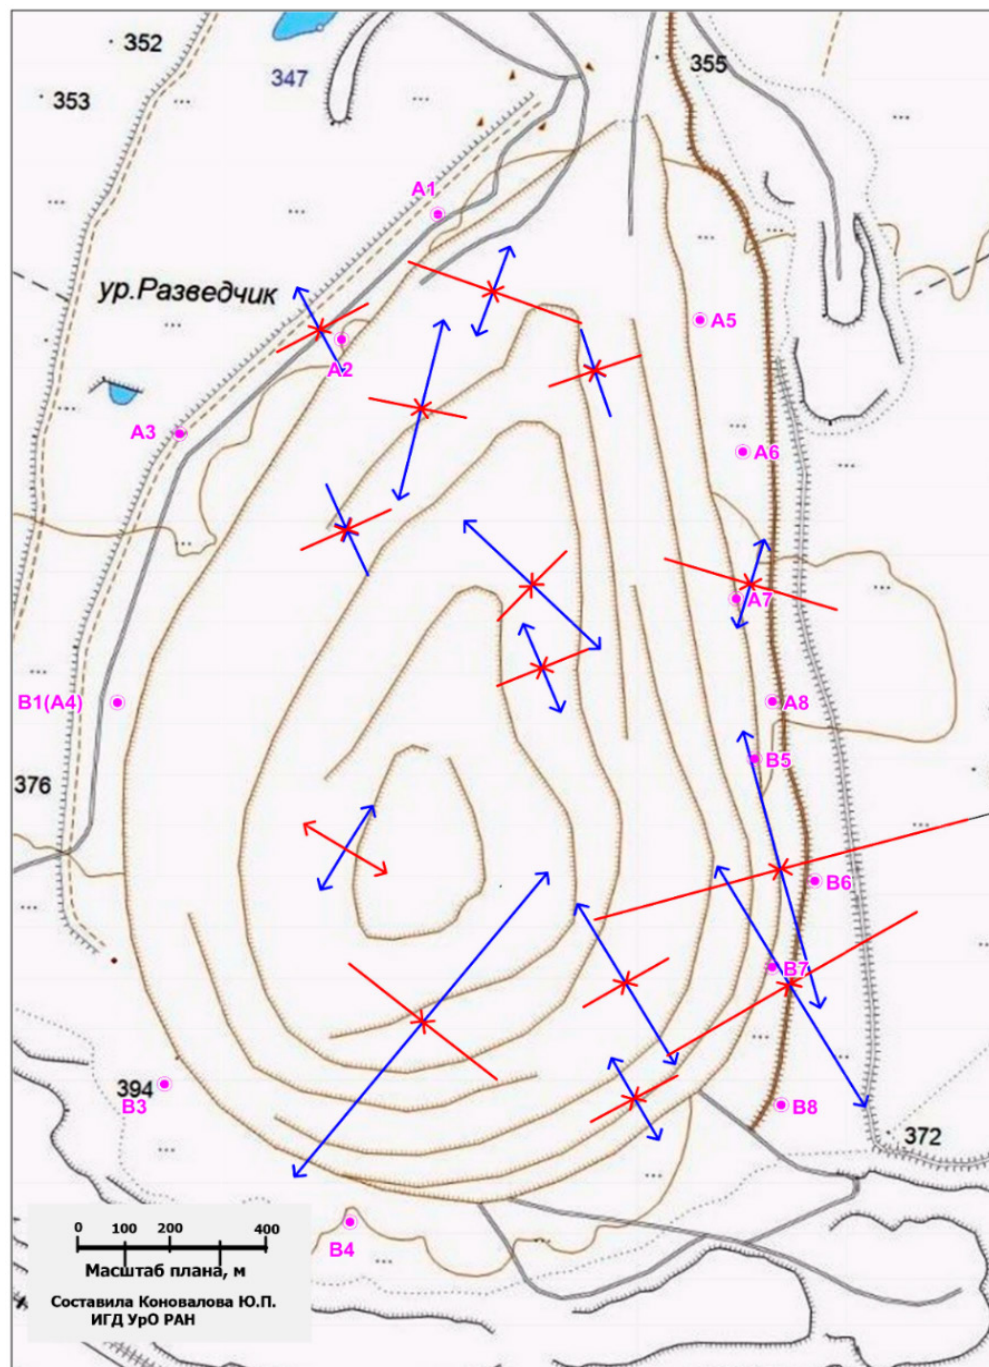 352
355
347
353
A1
ур.Разведчик
A5
A2
A3
A6
A7
B1(A4)
A8
B5
376
B6
B7
394
B3
B8
372
B4
0 100 200 400
Масштаб плана, м
Составила Коновалова Ю.П.
ИГД УрО РАН